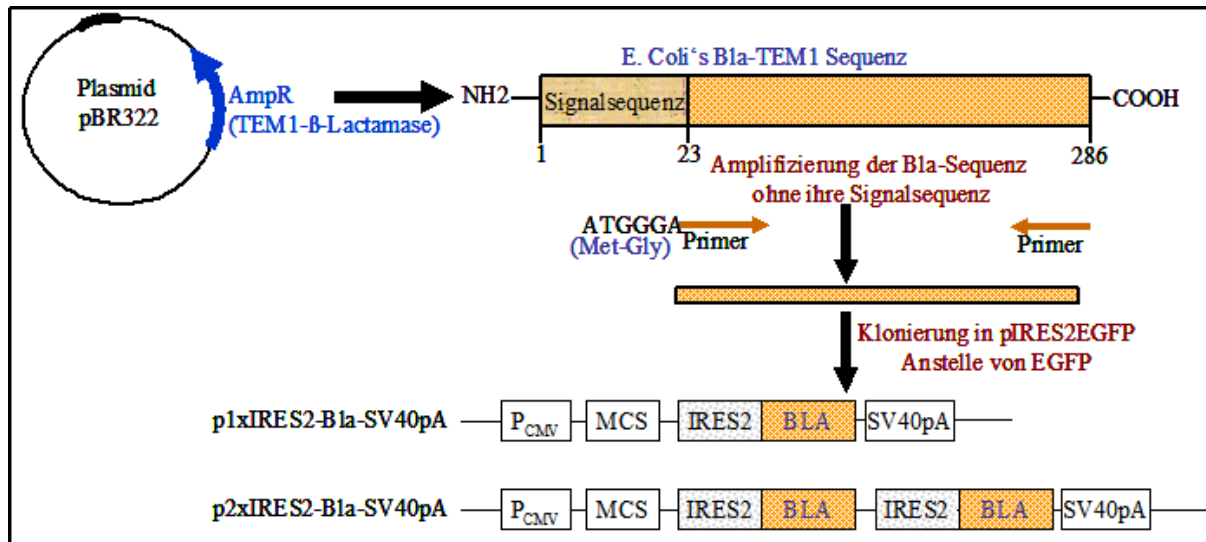 E. Coli‘s Bla-TEM1 Sequenz
Plasmid
pBR322
AmpR
(TEM1-ß-Lactamase)
NH2
Signalsequenz
COOH
1
23
286
Amplifizierung der Bla-Sequenz
ohne ihre Signalsequenz
ATGGGA
(Met-Gly)
Primer
Primer
Klonierung in pIRES2EGFP
Anstelle von EGFP
p1xIRES2-Bla-SV40pA
PCMV
MCS
IRES2
BLA
SV40pA
p2xIRES2-Bla-SV40pA
PCMV
MCS
IRES2
BLA
IRES2
BLA
SV40pA